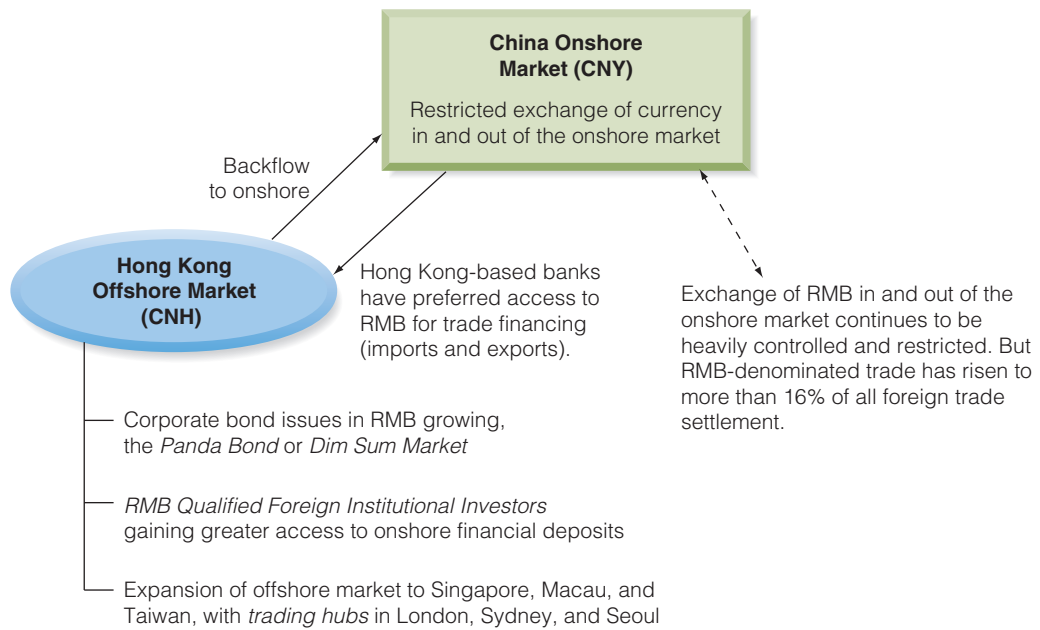 China Onshore
Market (CNY)
Restricted exchange of currency
in and out of the onshore market
Backflow
to onshore
Hong Kong
Offshore Market
(CNH)
Hong Kong-based banks
have preferred access to
RMB for trade financing
(imports and exports).
Exchange of RMB in and out of the
onshore market continues to be
heavily controlled and restricted. But
RMB-denominated trade has risen to
more than 16% of all foreign trade
settlement.
Corporate bond issues in RMB growing,
the Panda Bond or Dim Sum Market
RMB Qualified Foreign Institutional Investors
gaining greater access to onshore financial deposits
Expansion of offshore market to Singapore, Macau, and
Taiwan, with trading hubs in London, Sydney, and Seoul